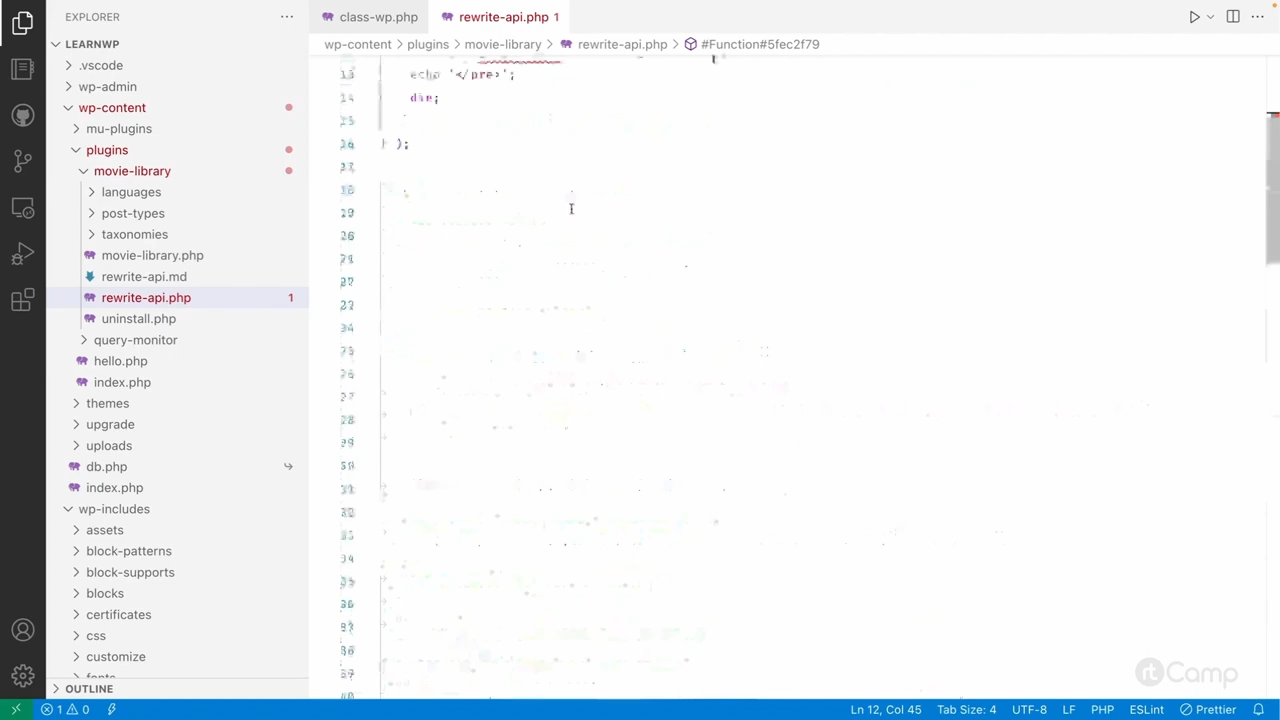 EXPLORER
class-wp.php
rewrite-api.php 1
LEARNWP
wp-content > plugins > movie-library > rewrite-api.php > #Function#5fec2f79
.vscode
wp-admin
wp-content
mu-plugins
plugins
movie-library
languages
post-types
taxonomies
movie-library.php
rewrite-api.md
rewrite-api.php 1
uninstall.php
query-monitor
hello.php
index.php
themes
upgrade
uploads
db.php
index.php
wp-includes
assets
block-patterns
block-supports
blocks
certificates
css
customize
fonts
OUTLINE
13 echo '</pre>';
14 die;
15
rtCamp
1 0
Ln 12, Col 45
Tab Size: 4
UTF-8
LF
PHP
ESLint
Prettier